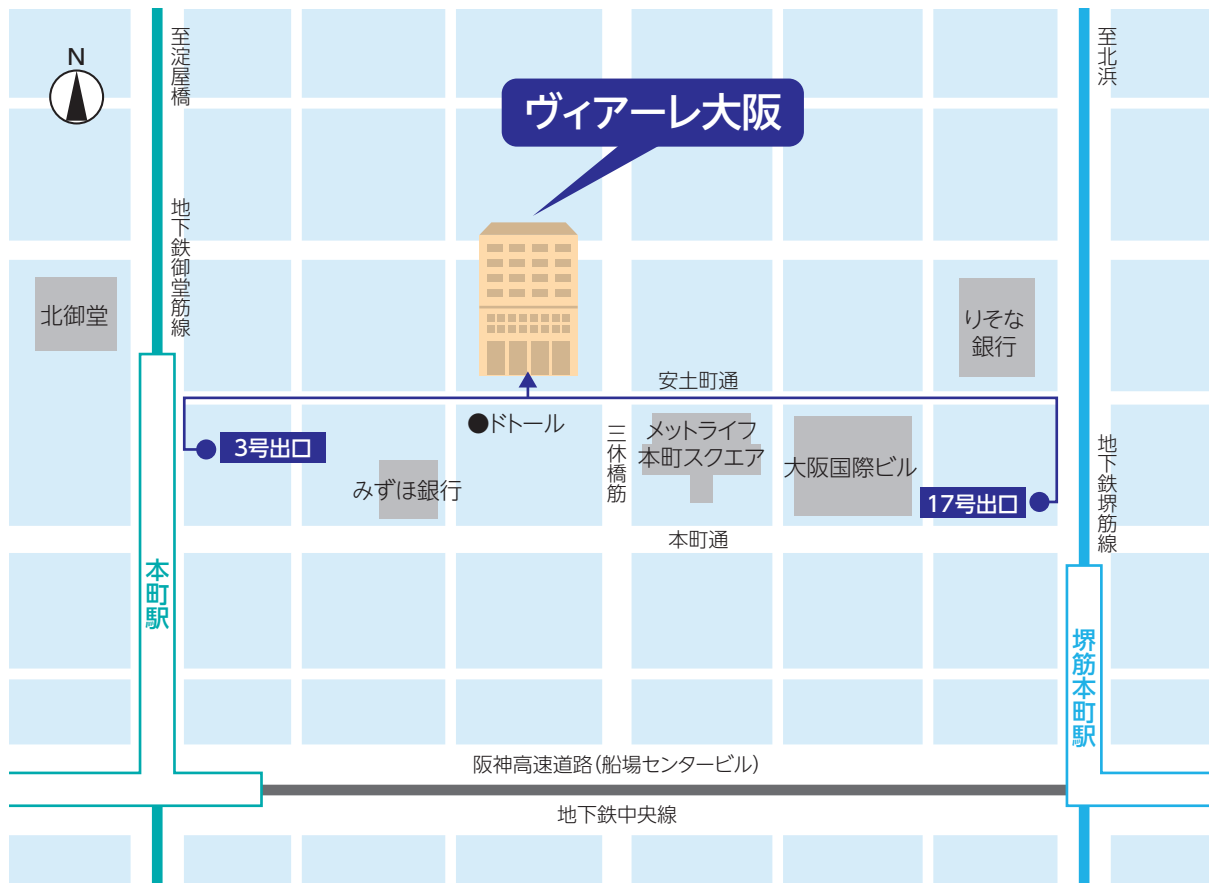 N
至淀屋橋
至北浜
ヴィアーレ大阪
地下鉄御堂筋線
北御堂
りそな
銀行
安土町通
●ドトール
三休橋筋
メットライフ
本町スクエア
大阪国際ビル
地下鉄堺筋線
3号出口
みずほ銀行
17号出口
本町通
本町駅
堺筋本町駅
阪神高速道路(船場センタービル)
地下鉄中央線